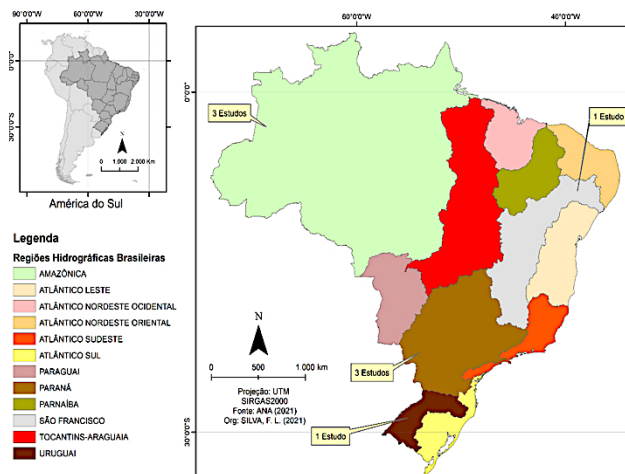 90°0'0"O 60°0'0"O 30°0'0"O
0°0'0"
30°0'0"S
N
0 1.000 2.000 Km
América do Sul
60°0'0"O 40°0'0"O
0°0'0"
30°0'0"S
3 Estudos
1 Estudo
3 Estudos
1 Estudo
Legenda
Regiões Hidrográficas Brasileiras
AMAZÔNICA
ATLÂNTICO LESTE
ATLÂNTICO NORDESTE OCIDENTAL
ATLÂNTICO NORDESTE ORIENTAL
ATLÂNTICO SUDESTE
ATLÂNTICO SUL
PARAGUAI
PARANÁ
PARNAÍBA
SÃO FRANCISCO
TOCANTINS-ARAGUAIA
URUGUAI
N
0 500 1.000 km
Projeção: UTM
SIRGAS2000
Fonte: ANA (2021)
Org: SILVA, F. L. (2021)